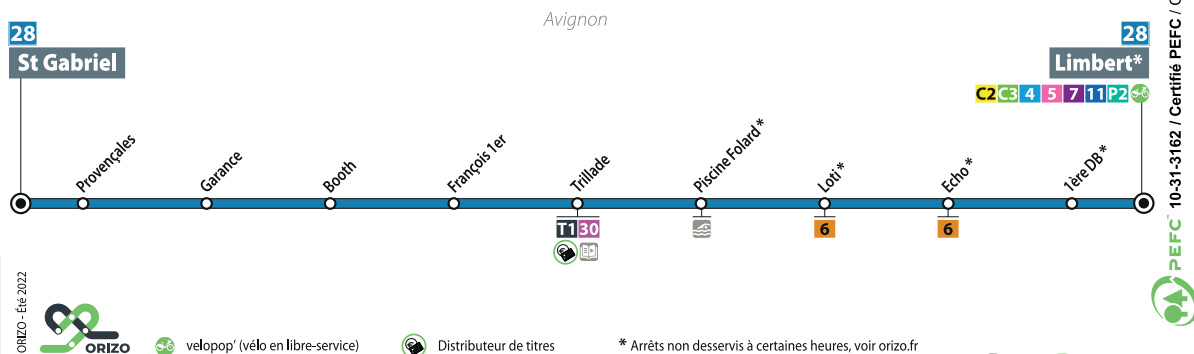 Avignon
28
St Gabriel
28
Limbert*
C2 C3 4 5 7 11 P2
Provençales
Garance
Booth
François 1er
Trillade
Piscine Folard *
Loti *
Echo *
1ère DB *
T1 30
6
6
ORIZO - Été 2022
ORIZO
velopop' (vélo en libre-service)
Distributeur de titres
* Arrêts non desservis à certaines heures, voir orizo.fr
PEFC™ 10-31-3162 / Certifié PEFC /